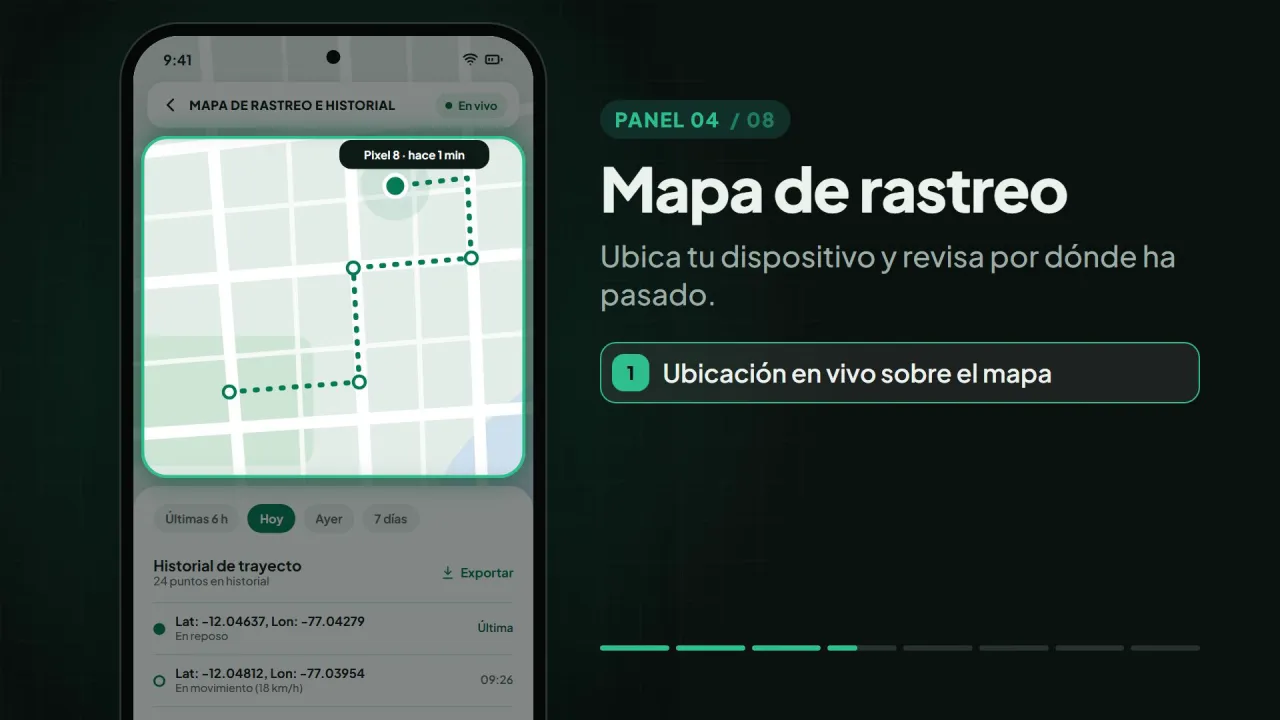 9:41
MAPA DE RASTREO E HISTORIAL
En vivo
Pixel 8 · hace 1 min
Últimas 6 h
Hoy
Ayer
7 días
Historial de trayecto
24 puntos en historial
Exportar
Lat: -12.04637, Lon: -77.04279
En reposo
Última
Lat: -12.04812, Lon: -77.03954
En movimiento (18 km/h)
09:26
PANEL 04 / 08
Mapa de rastreo
Ubica tu dispositivo y revisa por dónde ha
pasado.
1 Ubicación en vivo sobre el mapa